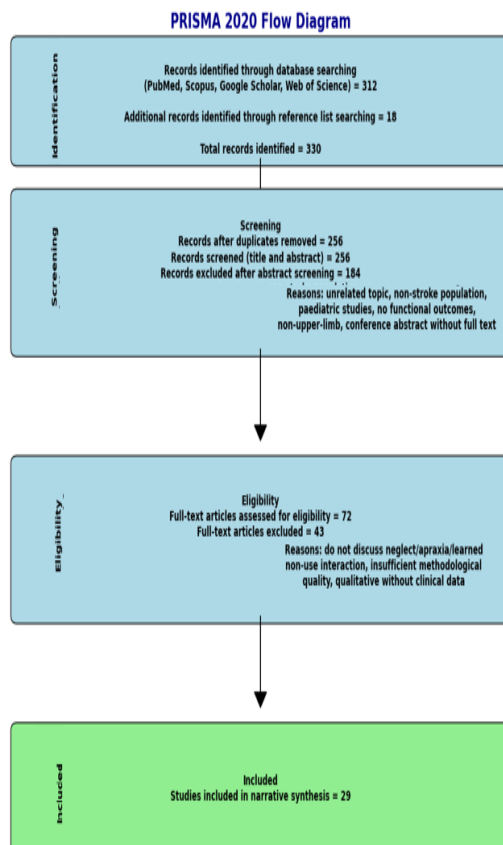 PRISMA 2020 Flow Diagram
Identification
Records identified through database searching
(PubMed, Scopus, Google Scholar, Web of Science) = 312
Additional records identified through reference list searching = 18
Total records identified = 330
Screening
Screening
Records after duplicates removed = 256
Records screened (title and abstract) = 256
Records excluded after abstract screening = 184
Reasons: unrelated topic, non-stroke population,
paediatric studies, no functional outcomes,
non-upper-limb, conference abstract without full text
Eligibility
Eligibility
Full-text articles assessed for eligibility = 72
Full-text articles excluded = 43
Reasons: do not discuss neglect/apraxia/learned
non-use interaction, insufficient methodological
quality, qualitative without clinical data
Included
Included
Studies included in narrative synthesis = 29